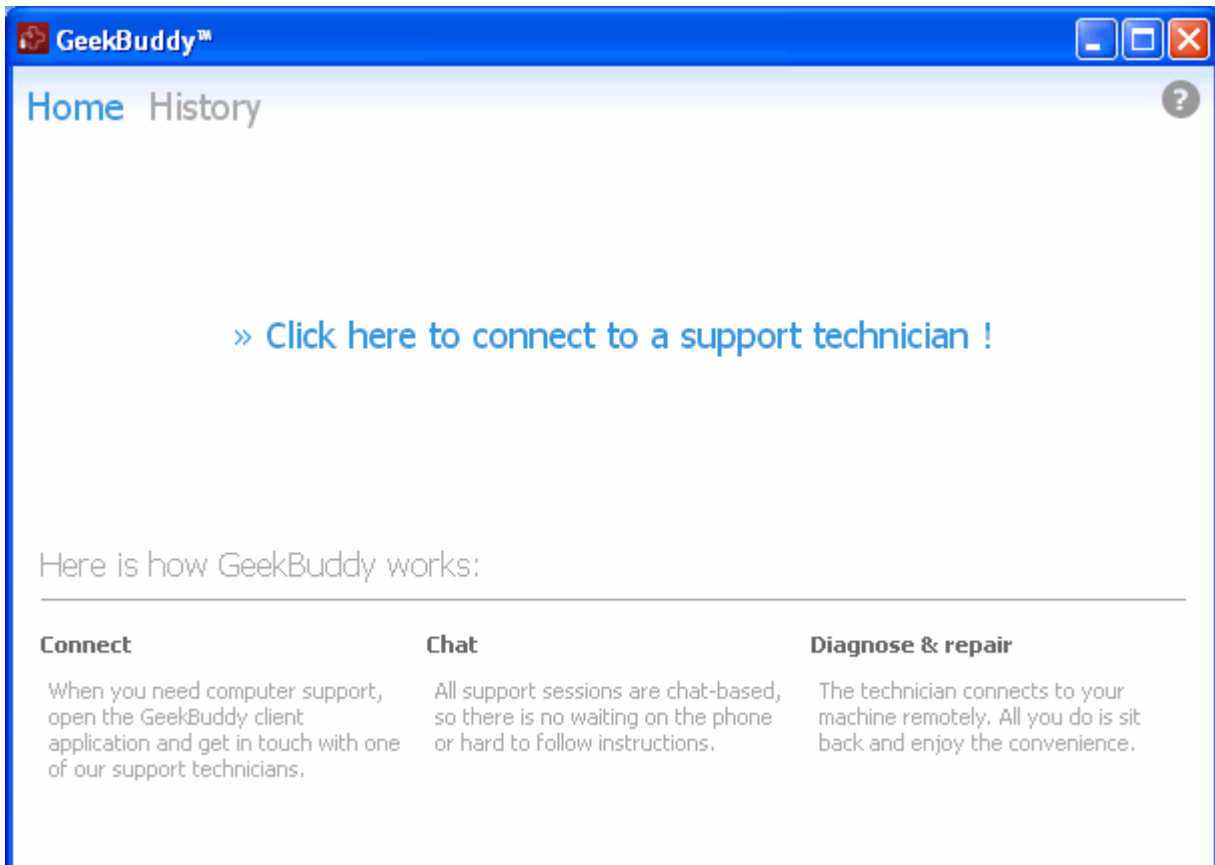 GeekBuddy™
Home History
?
» Click here to connect to a support technician !
Here is how GeekBuddy works:
Connect
When you need computer support,
open the GeekBuddy client
application and get in touch with one
of our support technicians.
Chat
All support sessions are chat-based,
so there is no waiting on the phone
or hard to follow instructions.
Diagnose & repair
The technician connects to your
machine remotely. All you do is sit
back and enjoy the convenience.